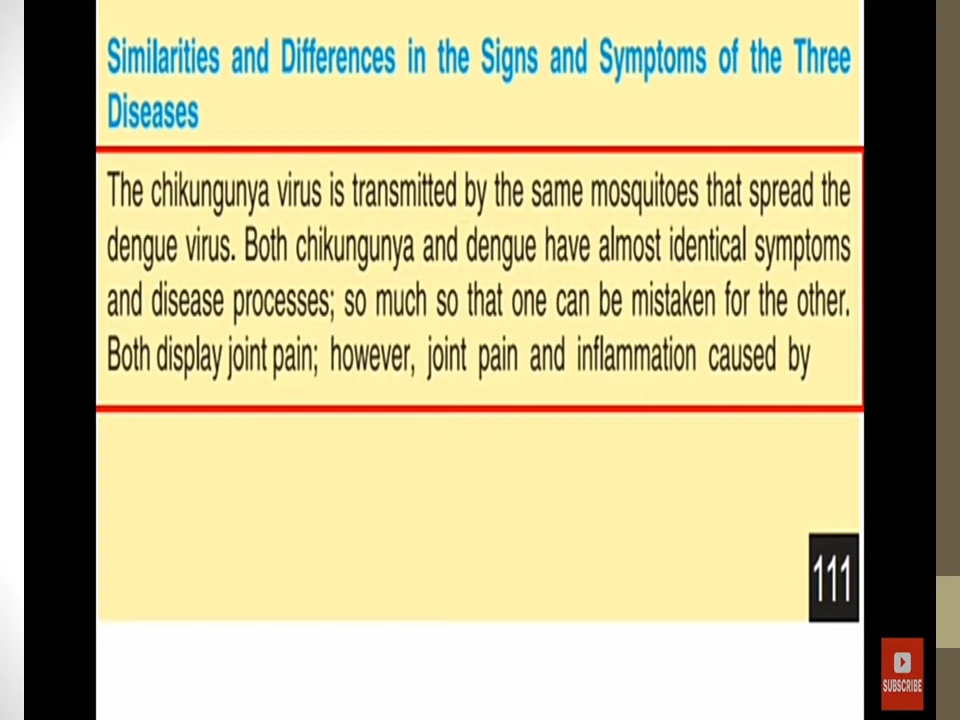 Similarities and Differences in the Signs and Symptoms of the Three
Diseases
The chikungunya virus is transmitted by the same mosquitoes that spread the
dengue virus. Both chikungunya and dengue have almost identical symptoms
and disease processes; so much so that one can be mistaken for the other.
Both display joint pain; however, joint pain and inflammation caused by
111
SUBSCRIBE